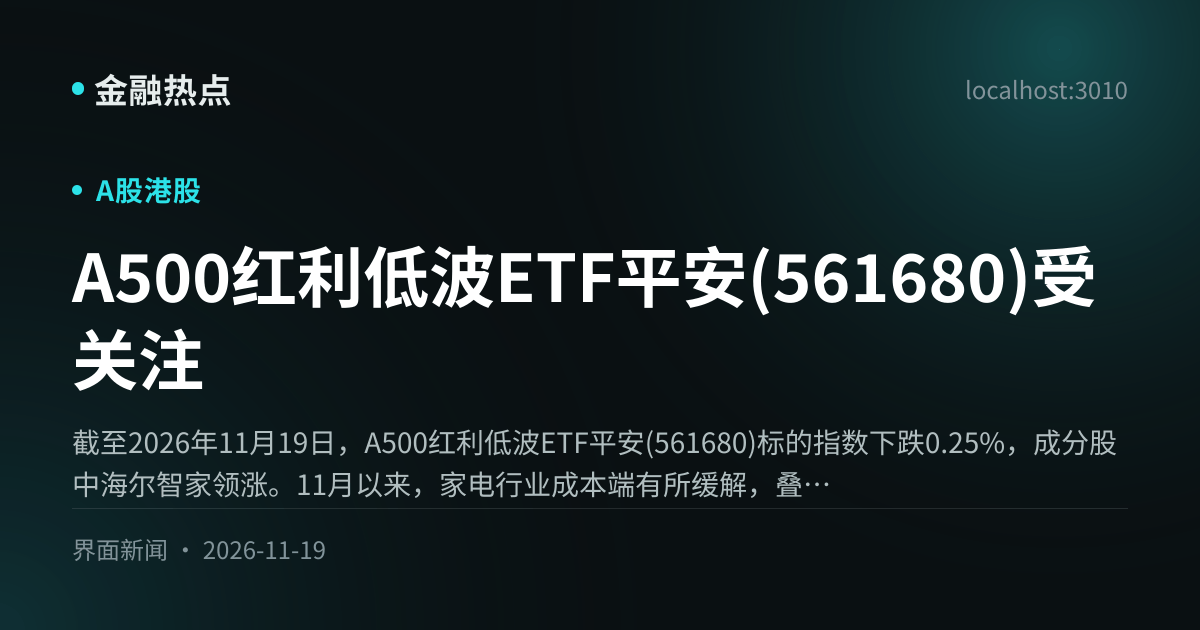 金融热点
localhost:3010
A股港股
A500红利低波ETF平安(561680)受
关注
截至2026年11月19日，A500红利低波ETF平安(561680)标的指数下跌0.25%，成分股
中海尔智家领涨。11月以来，家电行业成本端有所缓解，叠…
界面新闻 • 2026-11-19